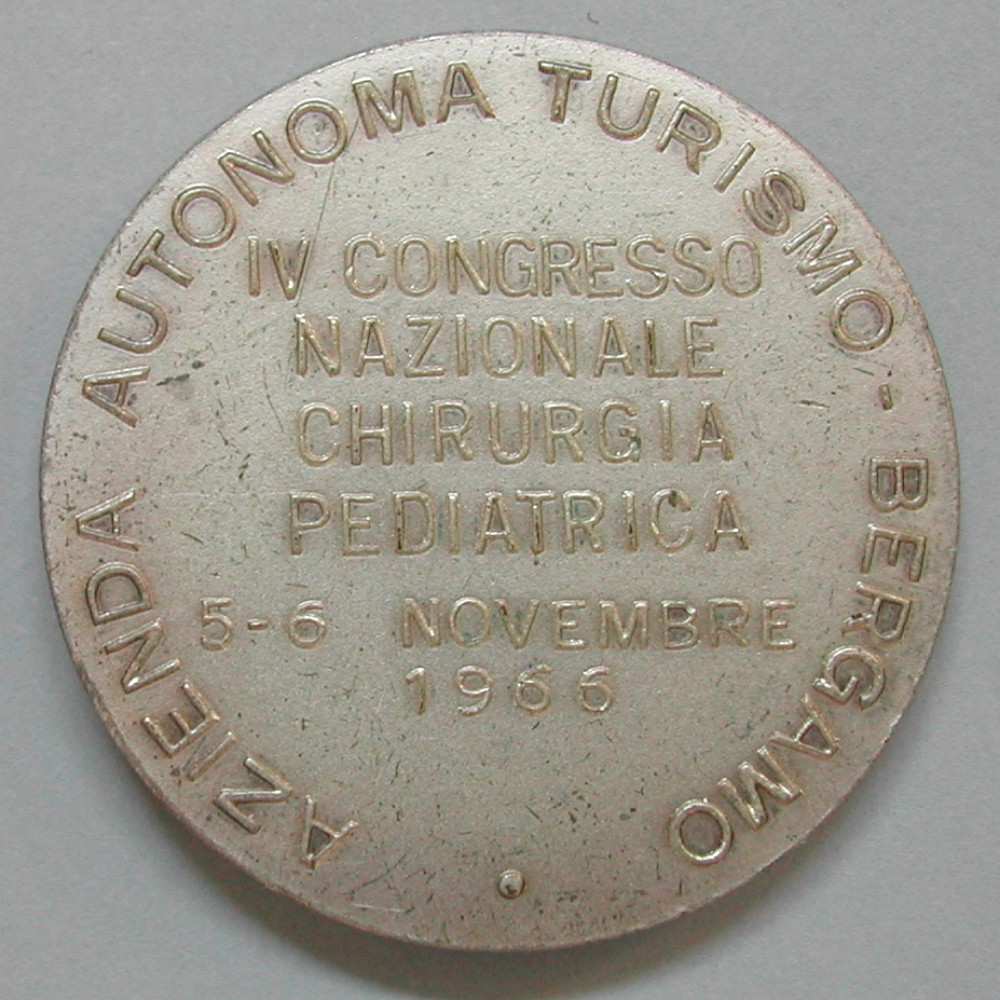 AZIENDA AUTONOMA TURISMO - BERGAMO
IV CONGRESSO
NAZIONALE
CHIRURGIA
PEDIATRICA
5-6 NOVEMBRE
1966